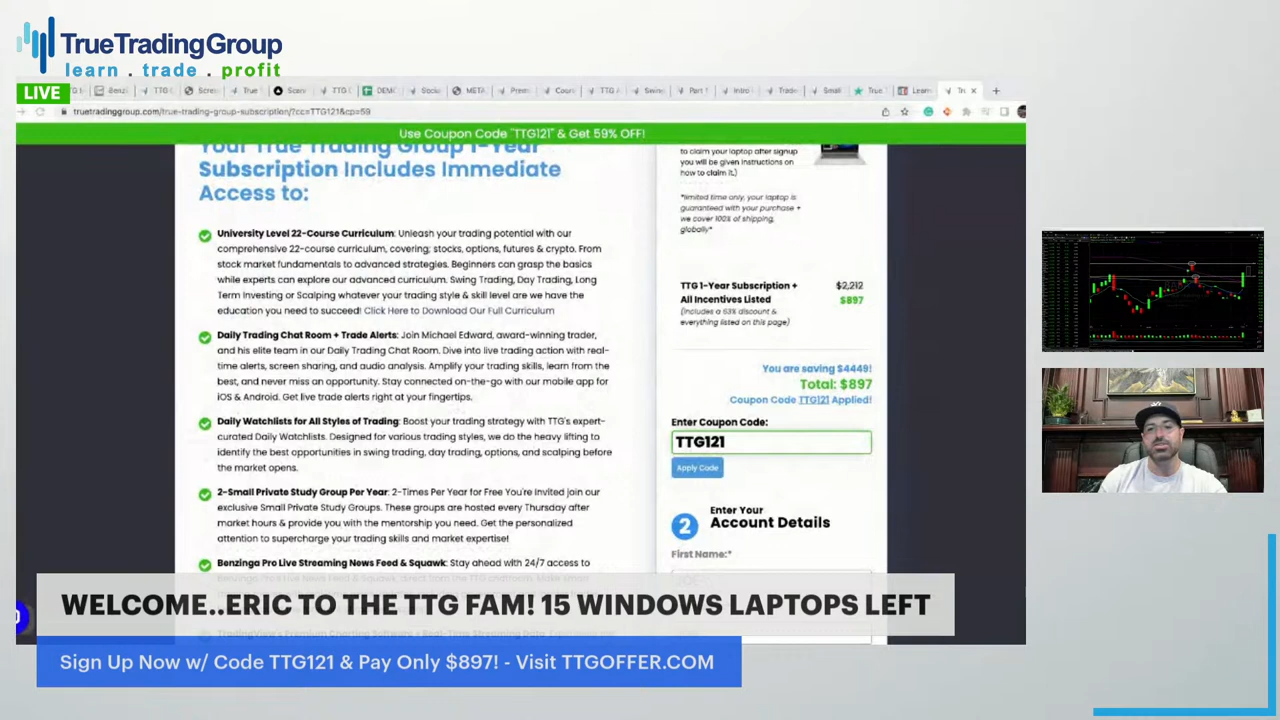 TrueTradingGroup
learn . trade . profit
LIVE
truetradinggroup.com/true-trading-group-subscription/?cc=TTG121&cp=59
Use Coupon Code "TTG121" & Get 59% OFF!
Your True Trading Group 1-Year
Subscription Includes Immediate
Access to:
University Level 22-Course Curriculum: Unleash your trading potential with our
comprehensive 22-course curriculum, covering; stocks, options, futures & crypto. From
stock market fundamentals to advanced strategies. Beginners can grasp the basics
while experts can explore our advanced curriculum. Swing Trading, Day Trading, Long
Term Investing or Scalping whatever your trading style & skill level are we have the
education you need to succeed! Click Here to Download Our Full Curriculum
Daily Trading Chat Room + Trade Alerts: Join Michael Edward, award-winning trader,
and his elite team in our Daily Trading Chat Room. Dive into live trading action with real-
time alerts, screen sharing, and audio analysis. Amplify your trading skills, learn from the
best, and never miss an opportunity. Stay connected on-the-go with our mobile app for
iOS & Android. Get live trade alerts right at your fingertips.
Daily Watchlists for All Styles of Trading: Boost your trading strategy with TTG's expert-
curated Daily Watchlists. Designed for various trading styles, we do the heavy lifting to
identify the best opportunities in swing trading, day trading, options, and scalping before
the market opens.
2-Small Private Study Group Per Year: 2-Times Per Year for Free You're Invited join our
exclusive Small Private Study Groups. These groups are hosted every Thursday after
market hours & provide you with the mentorship you need. Get the personalized
attention to supercharge your trading skills and market expertise!
Benzinga Pro Live Streaming News Feed & Squawk: Stay ahead with 24/7 access to
to claim your laptop after signup
you will be given instructions on
how to claim it.)
*limited time only, your laptop is
guaranteed with your purchase +
we cover 100% of shipping,
globally*
TTG 1-Year Subscription + $2,212
All Incentives Listed $897
(Includes a 63% discount &
everything listed on this page)
You are saving $4449!
Total: $897
Coupon Code TTG121 Applied!
Enter Coupon Code:
TTG121
Apply Code
2 Enter Your
Account Details
First Name:*
WELCOME..ERIC TO THE TTG FAM! 15 WINDOWS LAPTOPS LEFT
Sign Up Now w/ Code TTG121 & Pay Only $897! - Visit TTGOFFER.COM